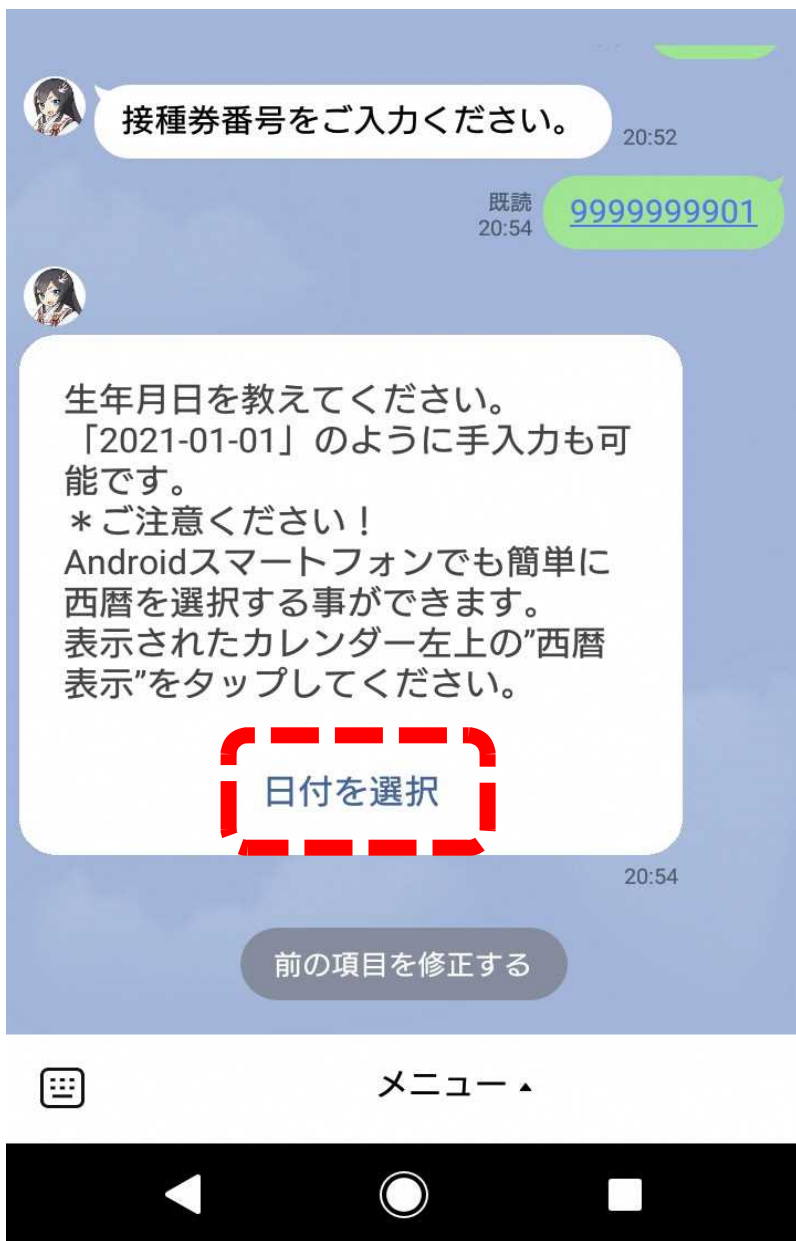 接種券番号をご入力ください。
20:52
既読
20:54
9999999901
生年月日を教えてください。
「2021-01-01」のように手入力も可
能です。
＊ご注意ください！
Androidスマートフォンでも簡単に
西暦を選択する事ができます。
表示されたカレンダー左上の”西暦
表示”をタップしてください。
日付を選択
20:54
前の項目を修正する
メニュー▲